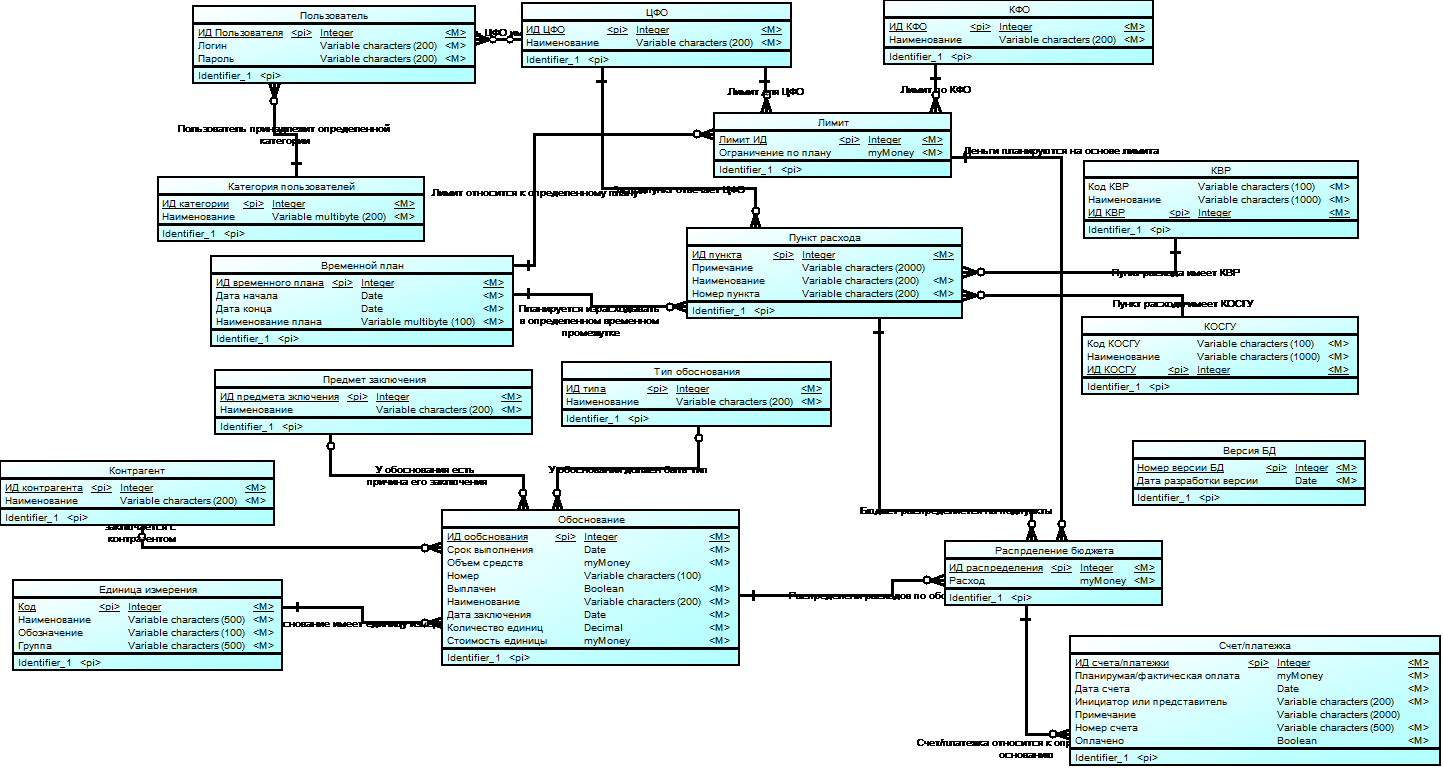 Пользователь
ИД Пользователя <pi> Integer <M>
Логин Variable characters (200) <M>
Пароль Variable characters (200) <M>
Identifier_1 <pi>
ЦФО
ИД ЦФО <pi> Integer <M>
Наименование Variable characters (200) <M>
Identifier_1 <pi>
КФО
ИД КФО <pi> Integer <M>
Наименование Variable characters (200) <M>
Identifier_1 <pi>
Лимит для ЦФО
Лимит по КФО
Пользователь принадлежит определенной
категории
Лимит
Лимит ИД <pi> Integer <M>
Ограничение по плану myMoney <M>
Identifier_1 <pi>
Деньги планируются на основе лимита
Категория пользователей
ИД категории <pi> Integer <M>
Наименование Variable multibyte (200) <M>
Identifier_1 <pi>
Лимит относится к определенному плану
отвечает ЦФО
КВР
Код КВР Variable characters (100) <M>
Наименование Variable characters (1000) <M>
ИД КВР <pi> Integer <M>
Identifier_1 <pi>
Временной план
ИД временного плана <pi> Integer <M>
Дата начала Date <M>
Дата конца Date <M>
Наименование плана Variable multibyte (100) <M>
Identifier_1 <pi>
Пункт расхода
ИД пункта <pi> Integer <M>
Примечание Variable characters (2000)
Наименование Variable characters (200) <M>
Номер пункта Variable characters (200) <M>
Identifier_1 <pi>
Пункт расхода имеет КВР
Пункт расхода имеет КОСГУ
Планируется израсходывать
в определенном временном
промежутке
КОСГУ
Код КОСГУ Variable characters (100) <M>
Наименование Variable characters (1000) <M>
ИД КОСГУ <pi> Integer <M>
Identifier_1 <pi>
Предмет заключения
ИД предмета зключения <pi> Integer <M>
Наименование Variable characters (200) <M>
Identifier_1 <pi>
Тип обоснования
ИД типа <pi> Integer <M>
Наименование Variable characters (200) <M>
Identifier_1 <pi>
У обоснования есть
причина его заключения
У обоснования должен быть тип
Версия БД
Номер версии БД <pi> Integer <M>
Дата разработки версии Date <M>
Identifier_1 <pi>
Контрагент
ИД контрагента <pi> Integer <M>
Наименование Variable characters (200) <M>
Identifier_1 <pi>
заключается с
контрагентом
Обоснование
ИД ообснования <pi> Integer <M>
Срок выполнения Date <M>
Объем средств myMoney <M>
Номер Variable characters (100)
Выплачен Boolean <M>
Наименование Variable characters (200) <M>
Дата заключения Date <M>
Количество единиц Decimal <M>
Стоимость единицы myMoney <M>
Identifier_1 <pi>
Бюджет распределяется на подпункты
Распрделение бюджета
ИД распределения <pi> Integer <M>
Расход myMoney <M>
Identifier_1 <pi>
расходов по
Единица измерения
Код <pi> Integer <M>
Наименование Variable characters (500) <M>
Обозначение Variable characters (100) <M>
Группа Variable characters (500) <M>
Identifier_1 <pi>
имеет единицу
Счет/платежка
ИД счета/платежки <pi> Integer <M>
Планирумая/фактическая оплата myMoney <M>
Дата счета Date <M>
Инициатор или представитель Variable characters (200) <M>
Примечание Variable characters (2000)
Номер счета Variable characters (500) <M>
Оплачено Boolean <M>
Identifier_1 <pi>
Счет/платежка относится к
основанию